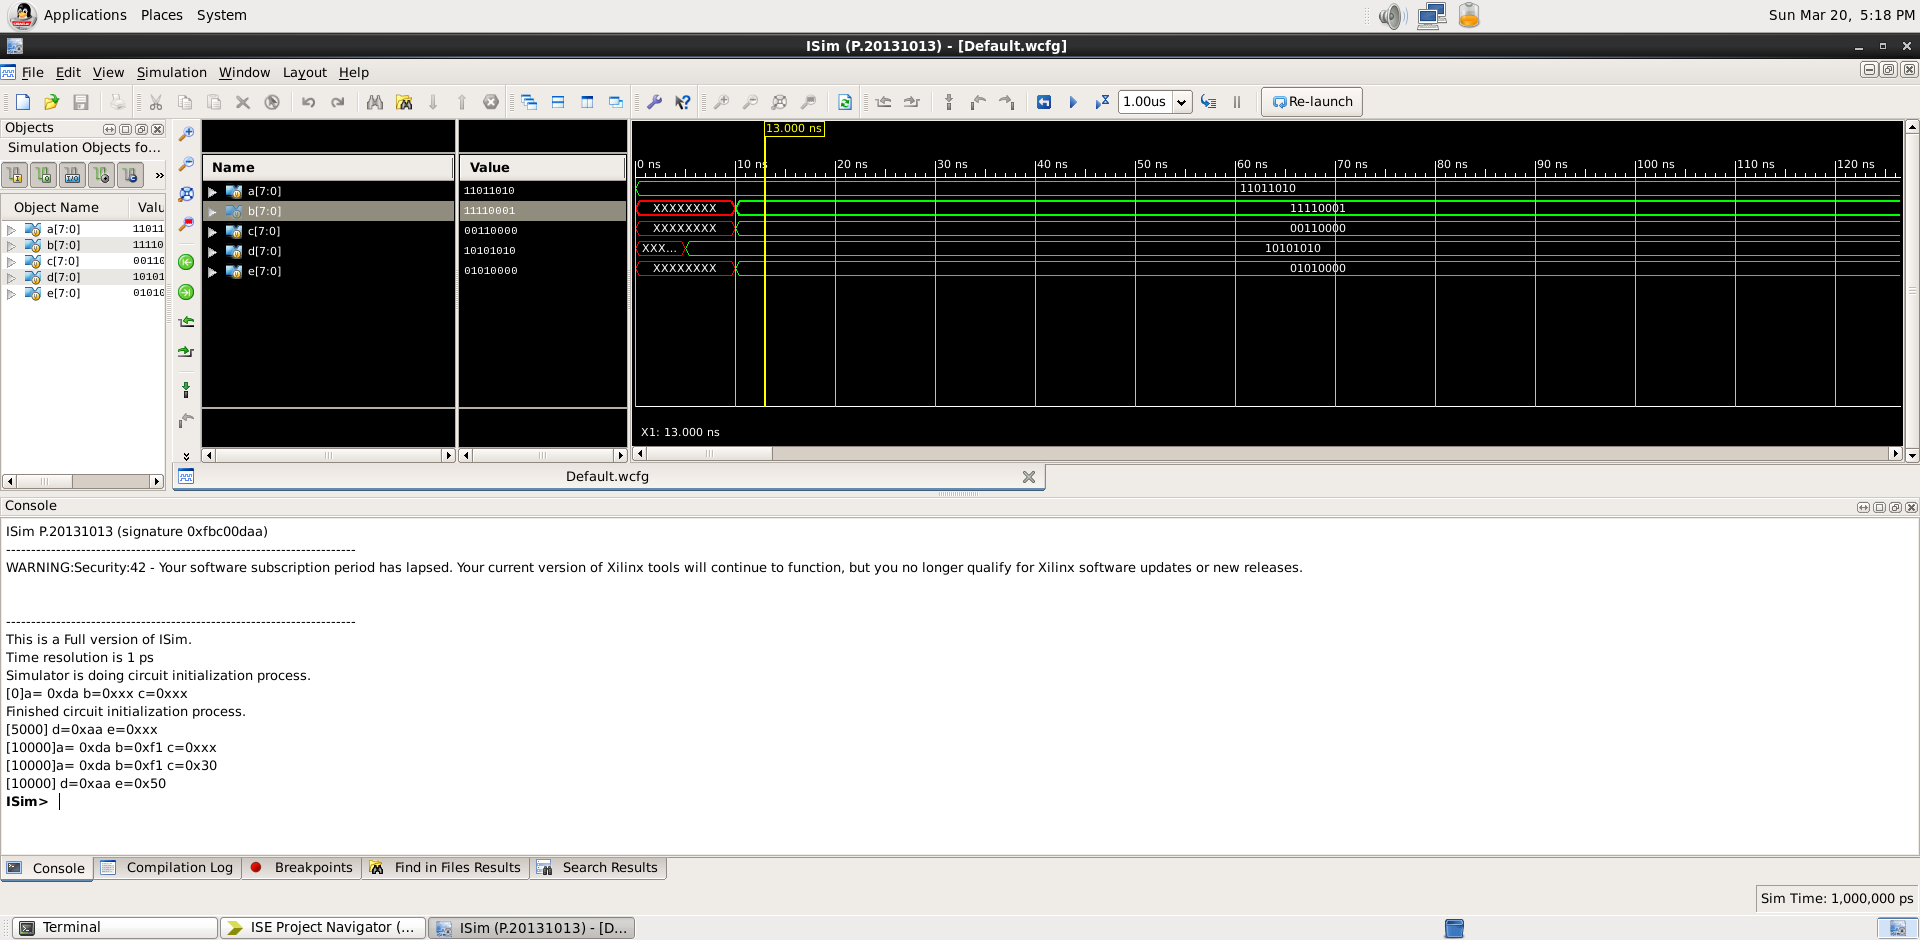 Applications Places System
Sun Mar 20, 5:18 PM
ISim (P.20131013) - [Default.wcfg]
File Edit View Simulation Window Layout Help
1.00us
Re-launch
Objects
Simulation Objects fo...
»
Object Name Valu
a[7:0] 11011
b[7:0] 11110
c[7:0] 00110
d[7:0] 10101
e[7:0] 01010
Name Value
a[7:0] 11011010
b[7:0] 11110001
c[7:0] 00110000
d[7:0] 10101010
e[7:0] 01010000
13.000 ns
0 ns 10 ns 20 ns 30 ns 40 ns 50 ns 60 ns 70 ns 80 ns 90 ns 100 ns 110 ns 120 ns
11011010
XXXXXXXX 11110001
XXXXXXXX 00110000
XXX... 10101010
XXXXXXXX 01010000
X1: 13.000 ns
Default.wcfg
Console
ISim P.20131013 (signature 0xfbc00daa)
----------------------------------------------------------------------
WARNING:Security:42 - Your software subscription period has lapsed. Your current version of Xilinx tools will continue to function, but you no longer qualify for Xilinx software updates or new releases.
----------------------------------------------------------------------
This is a Full version of ISim.
Time resolution is 1 ps
Simulator is doing circuit initialization process.
[0]a= 0xda b=0xxx c=0xxx
Finished circuit initialization process.
[5000] d=0xaa e=0xxx
[10000]a= 0xda b=0xf1 c=0xxx
[10000]a= 0xda b=0xf1 c=0x30
[10000] d=0xaa e=0x50
ISim>
Console Compilation Log Breakpoints Find in Files Results Search Results
Sim Time: 1,000,000 ps
Terminal
ISE Project Navigator (...
ISim (P.20131013) - [D...